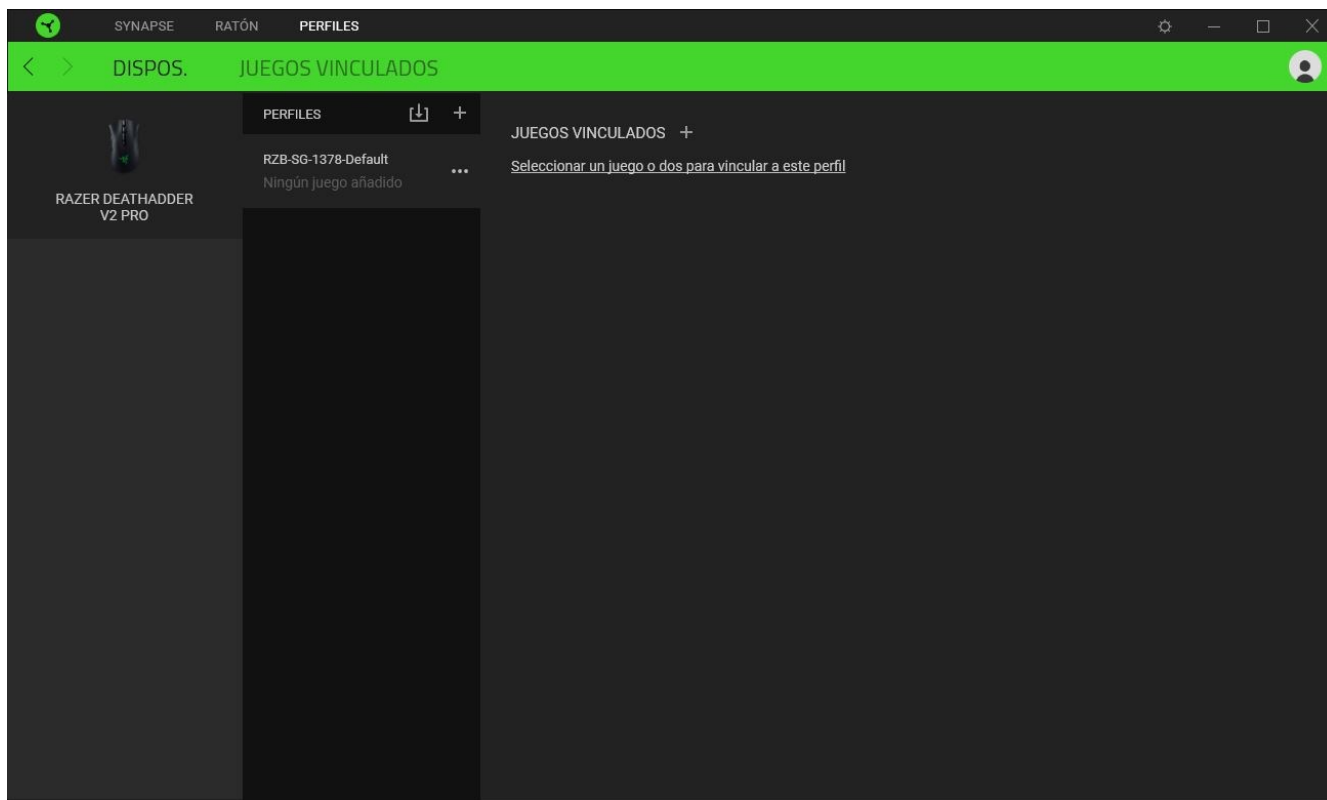 SYNAPSE RATÓN PERFILES
DISPOS. JUEGOS VINCULADOS
RAZER DEATHADDER
V2 PRO
PERFILES
RZB-SG-1378-Default
Ningún juego añadido
JUEGOS VINCULADOS +
Seleccionar un juego o dos para vincular a este perfil